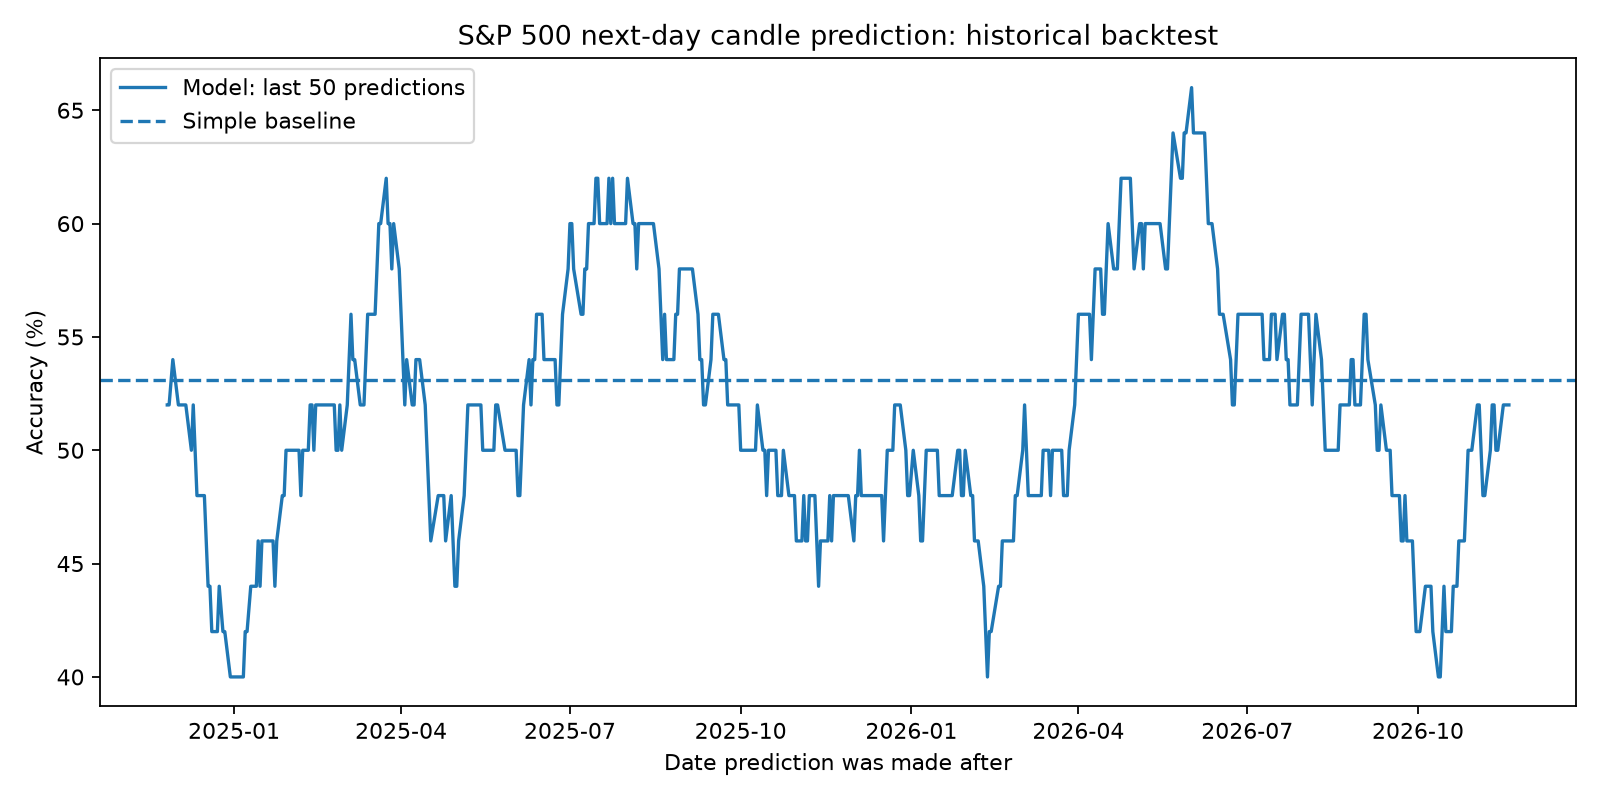 S&P 500 next-day candle prediction: historical backtest
Model: last 50 predictions
Simple baseline
Accuracy (%)
65
60
55
50
45
40
2025-01
2025-04
2025-07
2025-10
2026-01
2026-04
2026-07
2026-10
Date prediction was made after